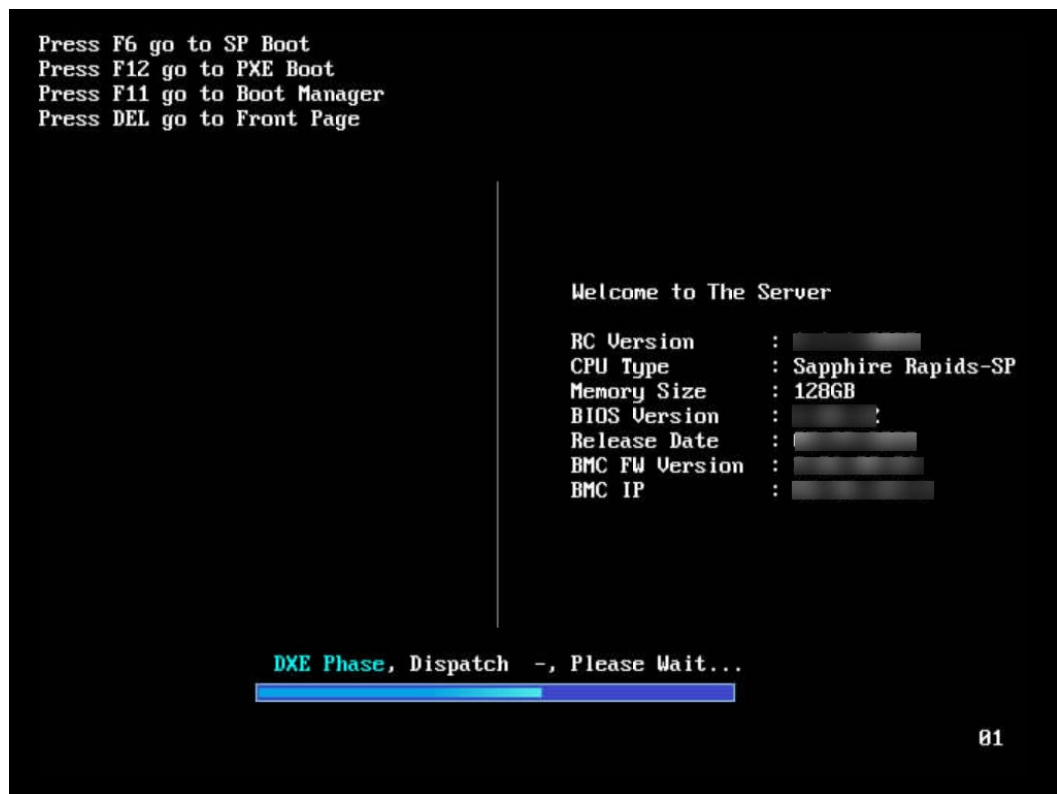 Press F6 go to SP Boot
Press F12 go to PXE Boot
Press F11 go to Boot Manager
Press DEL go to Front Page
Welcome to The Server
RC Version :
CPU Type : Sapphire Rapids-SP
Memory Size : 128GB
BIOS Version :
Release Date :
BMC FW Version :
BMC IP :
DXE Phase, Dispatch -, Please Wait...
01